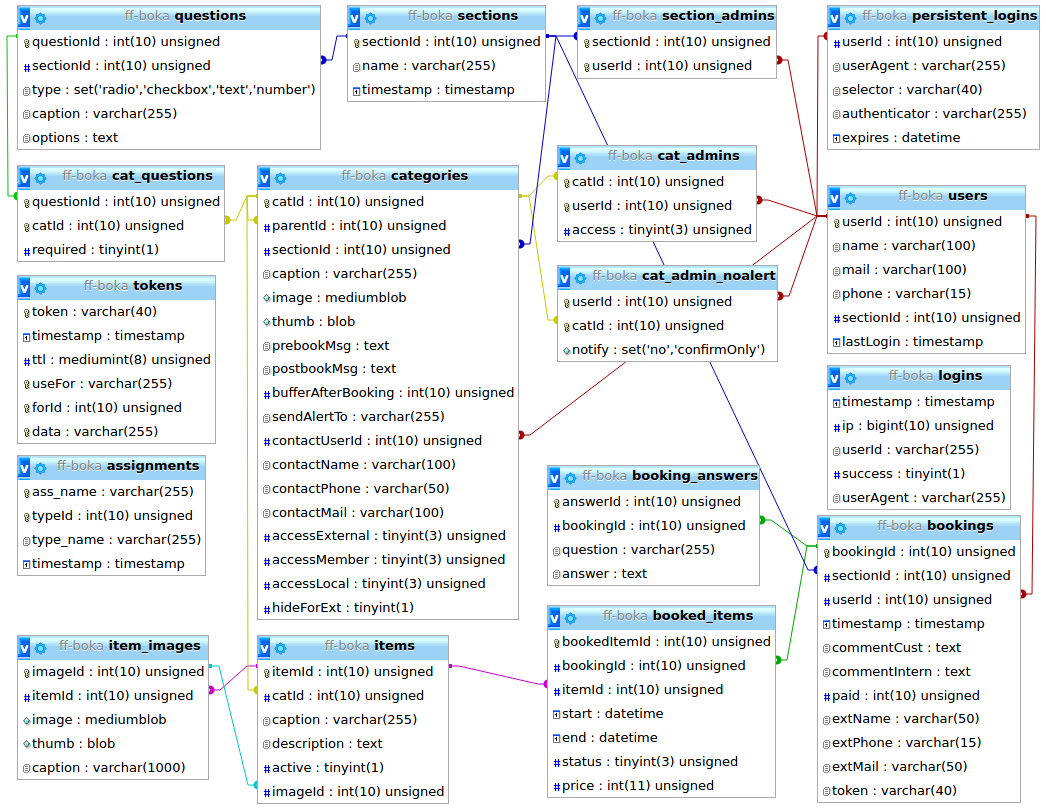 ff-boka questions
questionId : int(10) unsigned
sectionId : int(10) unsigned
type : set('radio','checkbox','text','number')
caption : varchar(255)
options : text
ff-boka sections
sectionId : int(10) unsigned
name : varchar(255)
timestamp : timestamp
ff-boka section_admins
sectionId : int(10) unsigned
userId : int(10) unsigned
ff-boka persistent_logins
userId : int(10) unsigned
userAgent : varchar(255)
selector : varchar(40)
authenticator : varchar(255)
expires : datetime
ff-boka cat_questions
questionId : int(10) unsigned
catId : int(10) unsigned
required : tinyint(1)
ff-boka categories
catId : int(10) unsigned
parentId : int(10) unsigned
sectionId : int(10) unsigned
caption : varchar(255)
image : mediumblob
thumb : blob
prebookMsg : text
postbookMsg : text
bufferAfterBooking : int(10) unsigned
sendAlertTo : varchar(255)
contactUserId : int(10) unsigned
contactName : varchar(100)
contactPhone : varchar(50)
contactMail : varchar(100)
accessExternal : tinyint(3) unsigned
accessMember : tinyint(3) unsigned
accessLocal : tinyint(3) unsigned
hideForExt : tinyint(1)
ff-boka cat_admins
catId : int(10) unsigned
userId : int(10) unsigned
access : tinyint(3) unsigned
ff-boka cat_admin_noalert
userId : int(10) unsigned
catId : int(10) unsigned
notify : set('no','confirmOnly')
ff-boka users
userId : int(10) unsigned
name : varchar(100)
mail : varchar(100)
phone : varchar(15)
sectionId : int(10) unsigned
lastLogin : timestamp
ff-boka tokens
token : varchar(40)
timestamp : timestamp
ttl : mediumint(8) unsigned
useFor : varchar(255)
forId : int(10) unsigned
data : varchar(255)
ff-boka logins
timestamp : timestamp
ip : bigint(10) unsigned
userId : varchar(255)
success : tinyint(1)
userAgent : varchar(255)
ff-boka assignments
ass_name : varchar(255)
typeId : int(10) unsigned
type_name : varchar(255)
timestamp : timestamp
ff-boka booking_answers
answerId : int(10) unsigned
bookingId : int(10) unsigned
question : varchar(255)
answer : text
ff-boka bookings
bookingId : int(10) unsigned
sectionId : int(10) unsigned
userId : int(10) unsigned
timestamp : timestamp
commentCust : text
commentIntern : text
paid : int(10) unsigned
extName : varchar(50)
extPhone : varchar(15)
extMail : varchar(50)
token : varchar(40)
ff-boka item_images
imageId : int(10) unsigned
itemId : int(10) unsigned
image : mediumblob
thumb : blob
caption : varchar(1000)
ff-boka items
itemId : int(10) unsigned
catId : int(10) unsigned
caption : varchar(255)
description : text
active : tinyint(1)
imageId : int(10) unsigned
ff-boka booked_items
bookedItemId : int(10) unsigned
bookingId : int(10) unsigned
itemId : int(10) unsigned
start : datetime
end : datetime
status : tinyint(3) unsigned
price : int(11) unsigned